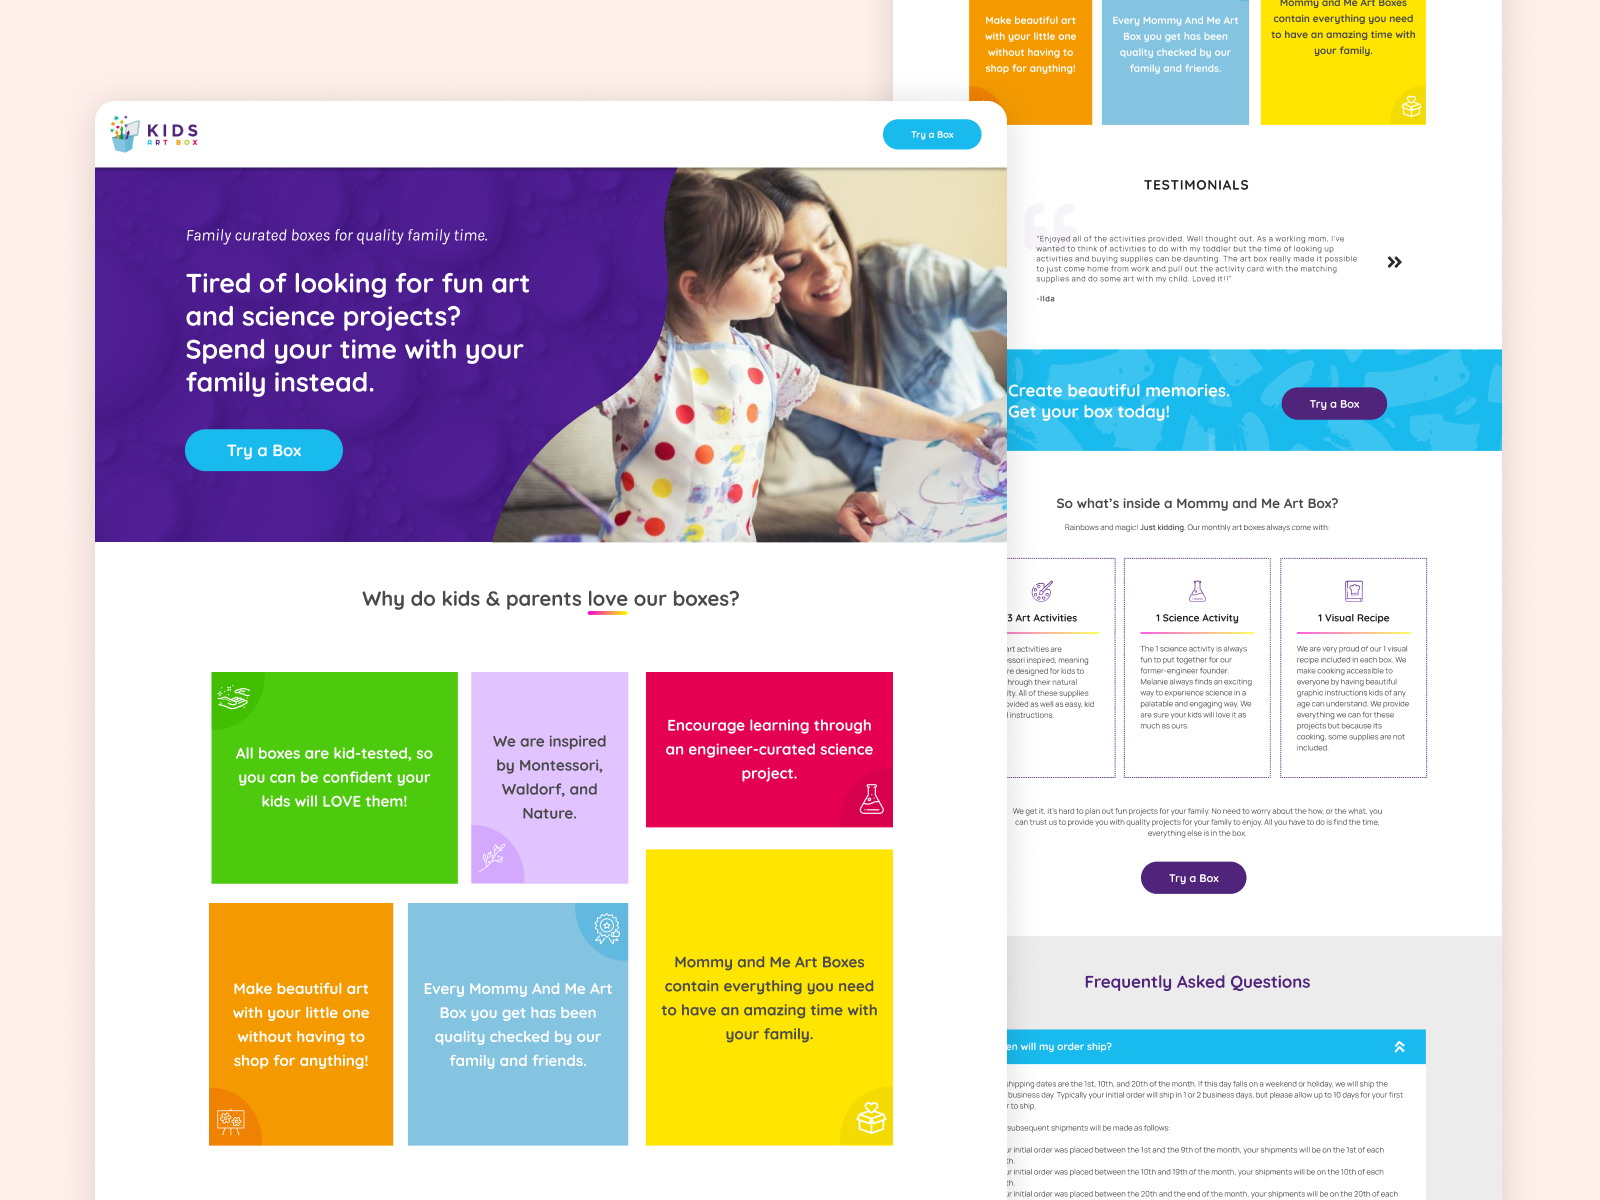 KIDS
ART BOX
Try a Box
Family curated boxes for quality family time.
Tired of looking for fun art
and science projects?
Spend your time with your
family instead.
Try a Box
Why do kids & parents love our boxes?
All boxes are kid-tested, so
you can be confident your
kids will LOVE them!
We are inspired
by Montessori,
Waldorf, and
Nature.
Encourage learning through
an engineer-curated science
project.
Make beautiful art
with your little one
without having to
shop for anything!
Every Mommy And Me Art
Box you get has been
quality checked by our
family and friends.
Mommy and Me Art Boxes
contain everything you need
to have an amazing time with
your family.
Make beautiful art
with your little one
without having to
shop for anything!
Every Mommy And Me Art
Box you get has been
quality checked by our
family and friends.
Mommy and Me Art Boxes
contain everything you need
to have an amazing time with
your family.
TESTIMONIALS
"Enjoyed all of the activities provided. Well thought out. As a working mom, I've
wanted to think of activities to do with my toddler but the time of looking up
activities and buying supplies can be daunting. The art box really made it possible
to just come home from work and pull out the activity card with the matching
supplies and do some art with my child. Loved it!!"
-Ilda
Create beautiful memories.
Get your box today!
Try a Box
So what's inside a Mommy and Me Art Box?
Rainbows and magic! Just kidding. Our monthly art boxes always come with:
3 Art Activities
art activities are
ssori inspired, meaning
re designed for kids to
hrough their natural
ity. All of these supplies
ovided as well as easy, kid
l instructions.
1 Science Activity
The 1 science activity is always
fun to put together for our
former-engineer founder.
Melanie always finds an exciting
way to experience science in a
palatable and engaging way. We
are sure your kids will love it as
much as ours.
1 Visual Recipe
We are very proud of our 1 visual
recipe included in each box. We
make cooking accessible to
everyone by having beautiful
graphic instructions kids of any
age can understand. We provide
everything we can for these
projects but because its
cooking, some supplies are not
included.
We get it, it's hard to plan out fun projects for your family. No need to worry about the how, or the what, you
can trust us to provide you with quality projects for your family to enjoy. All you have to do is find the time,
everything else is in the box.
Try a Box
Frequently Asked Questions
en will my order ship?
hipping dates are the 1st, 10th, and 20th of the month. If this day falls on a weekend or holiday, we will ship the
business day. Typically your initial order will ship in 1 or 2 business days, but please allow up to 10 days for your first
r to ship.
subsequent shipments will be made as follows:
ur initial order was placed between the 1st and the 9th of the month, your shipments will be on the 1st of each
th.
ur initial order was placed between the 10th and 19th of the month, your shipments will be on the 10th of each
th.
ur initial order was placed between the 20th and the end of the month, your shipments will be on the 20th of each